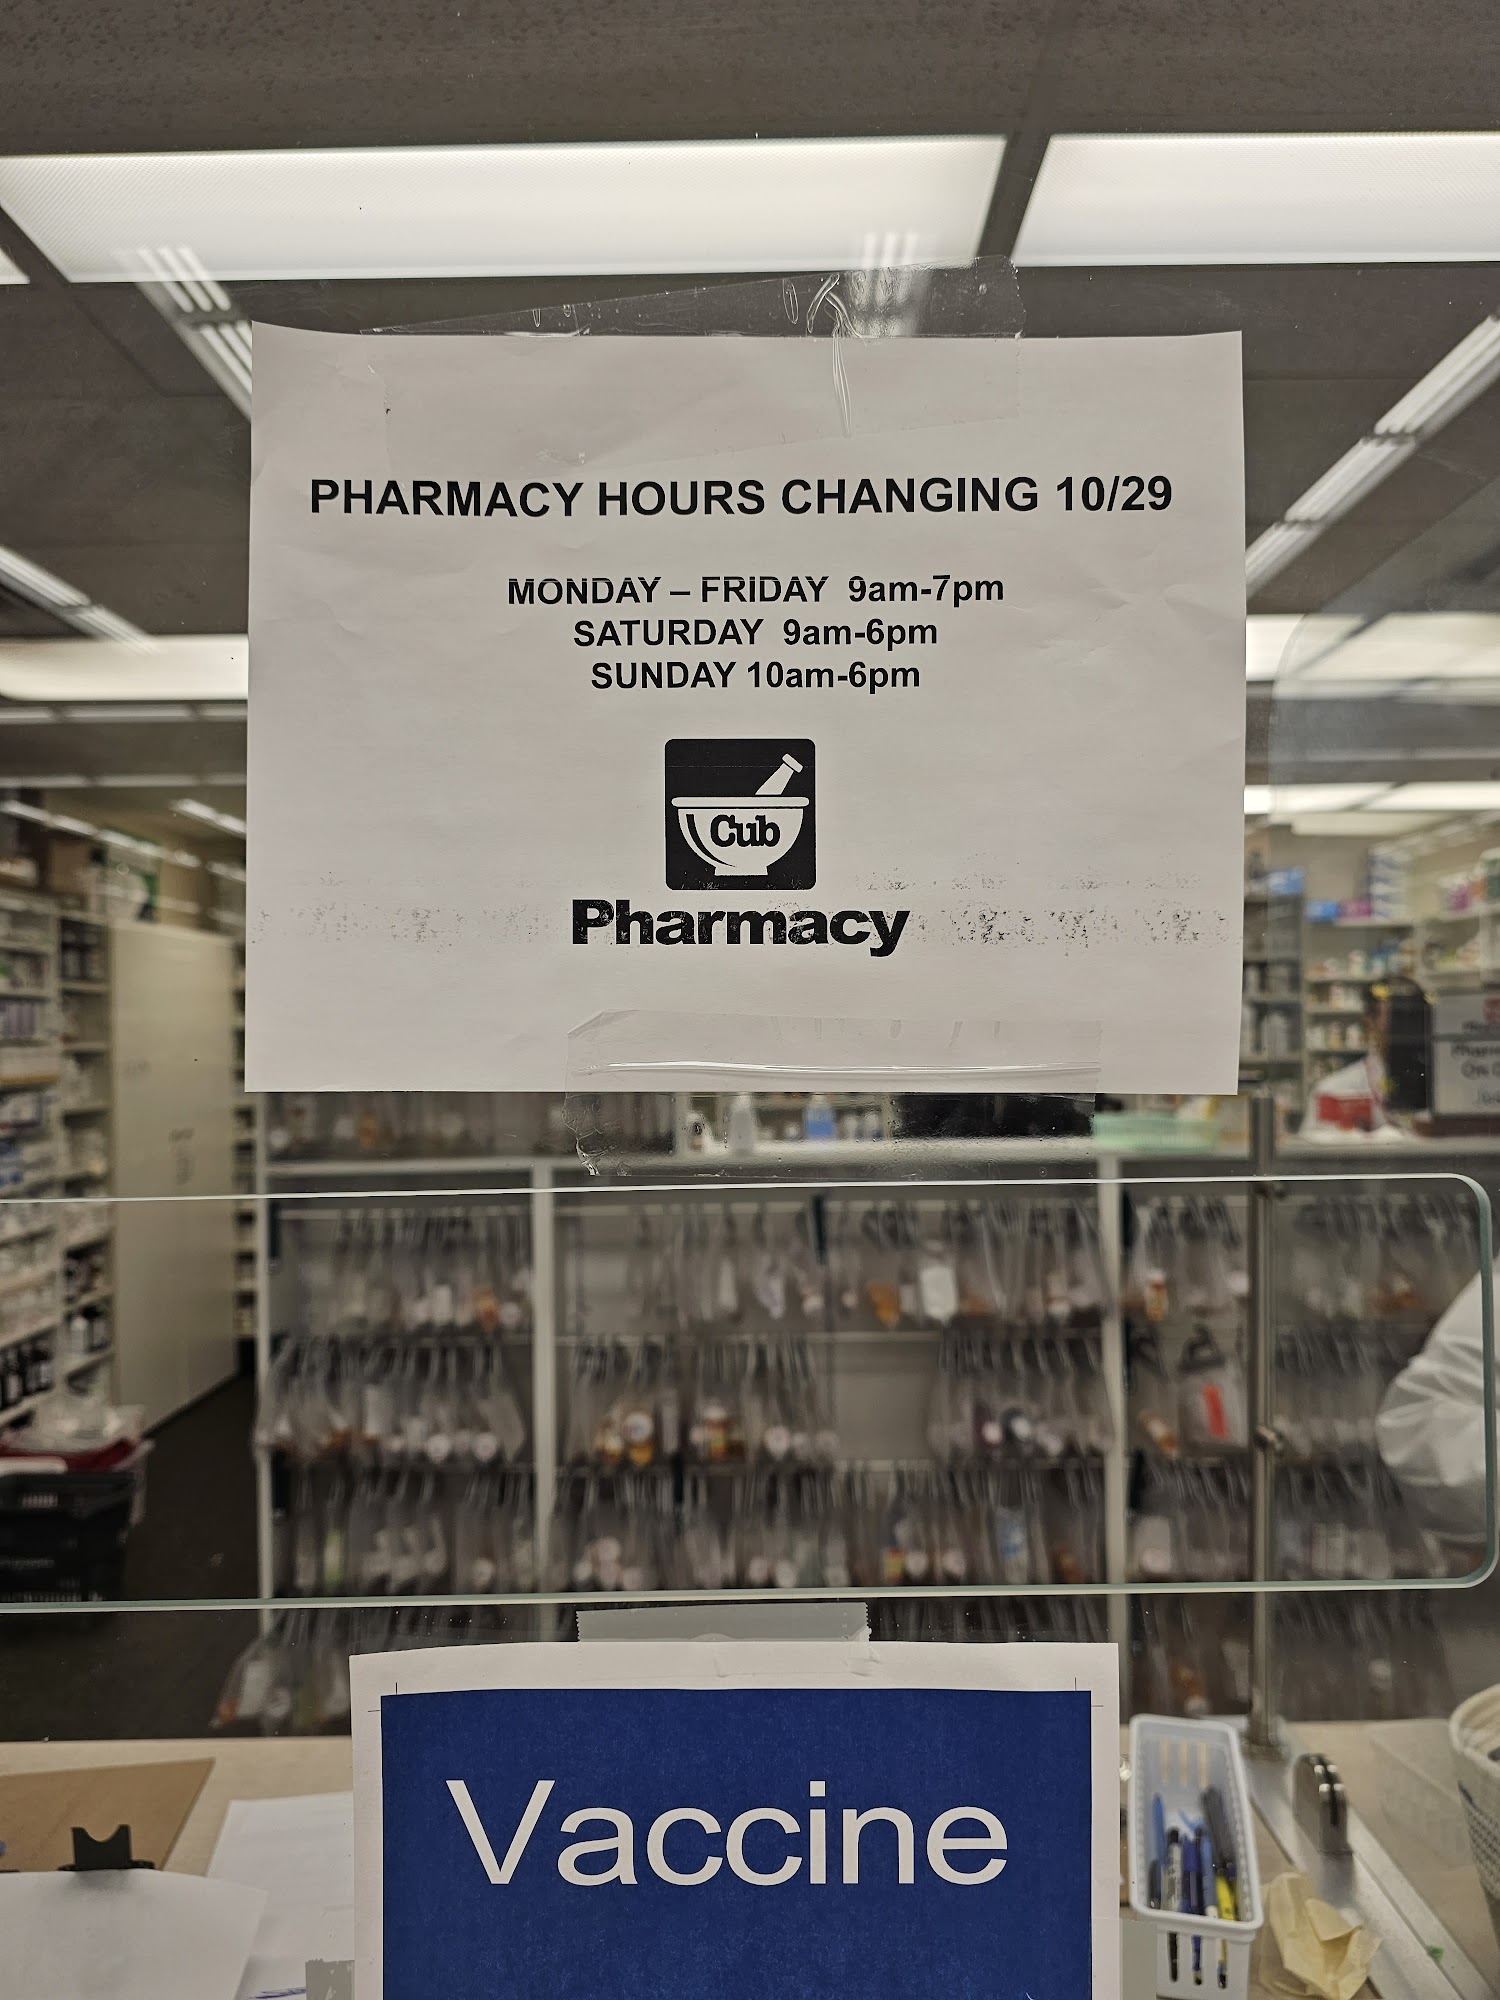 PHARMACY HOURS CHANGING 10/29
MONDAY – FRIDAY 9am-7pm
SATURDAY 9am-6pm
SUNDAY 10am-6pm
Cub
Pharmacy
Vaccine